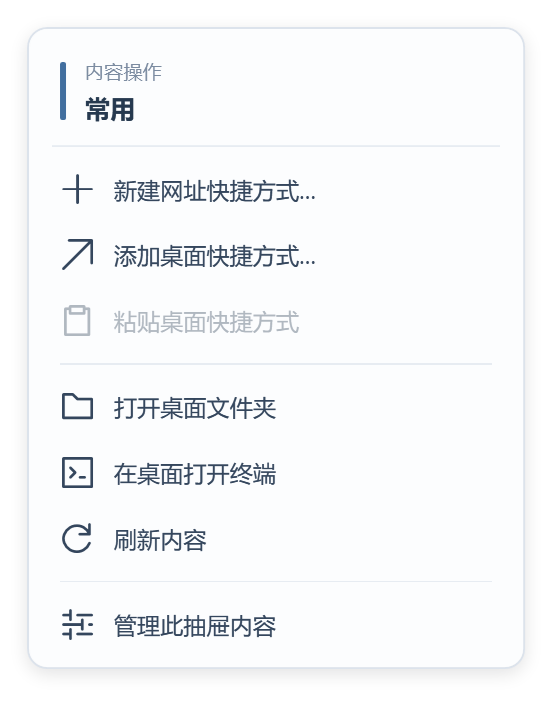 内容操作
常用
新建网址快捷方式...
添加桌面快捷方式...
粘贴桌面快捷方式
打开桌面文件夹
在桌面打开终端
刷新内容
管理此抽屉内容